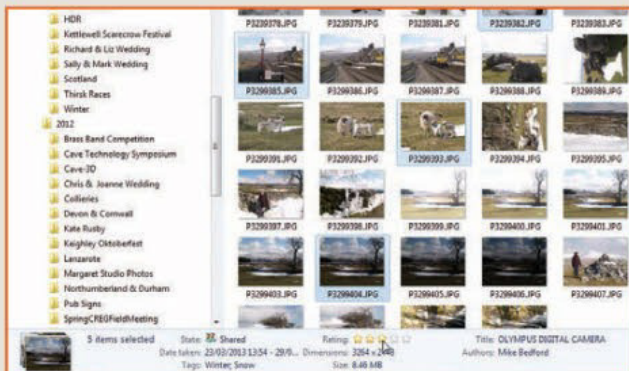 HDR
Kettlewell Scarecrow Festival
Richard & Liz Wedding
Sally & Mark Wedding
Scotland
Thirsk Races
Winter
2012
Brass Band Competition
Cave Technology Symposium
Cave-3D
Chris & Joanne Wedding
Collieries
Devon & Cornwall
Kate Rusby
Keighley Oktoberfest
Lanzarote
Margaret Studio Photos
Northumberland & Durham
Pub Signs
SpringCREGFieldMeeting
P3239378.JPG P3239379.JPG P3239381.JPG P3239382.JPG P3239383.JPG
P3299385.JPG P3299386.JPG P3299387.JPG P3299388.JPG P3299389.JPG
P3299391.JPG P3299392.JPG P3299393.JPG P3299394.JPG P3299395.JPG
P3299397.JPG P3299398.JPG P3299399.JPG P3299400.JPG P3299401.JPG
P3299403.JPG P3299404.JPG P3299405.JPG P3299406.JPG P3299407.JPG
5 items selected State: Shared Rating: Title: OLYMPUS DIGITAL CAMERA
Date taken: 23/03/2013 13:54 - 29/0... Dimensions: 3264 x Authors: Mike Bedford
Tags: Winter, Snow Size: 8.46 MB